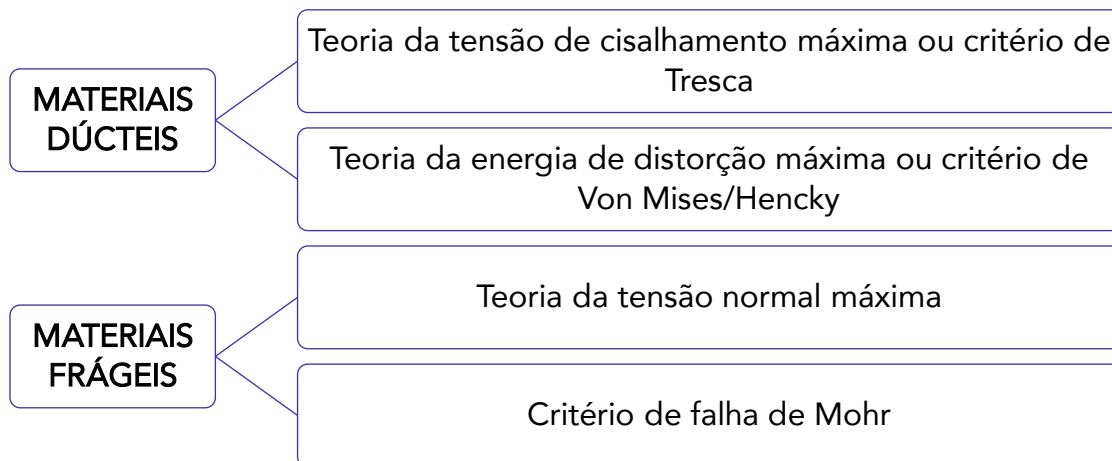 MATERIAIS
DÚCTEIS
Teoria da tensão de cisalhamento máxima ou critério de
Tresca
Teoria da energia de distorção máxima ou critério de
Von Mises/Hencky
MATERIAIS
FRÁGEIS
Teoria da tensão normal máxima
Critério de falha de Mohr